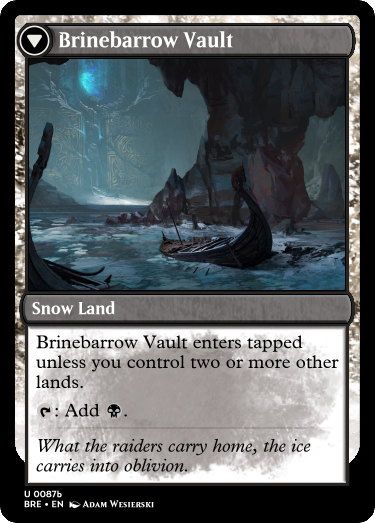 Brinebarrow Vault
Snow Land
Brinebarrow Vault enters tapped
unless you control two or more other
lands.
: Add .
What the raiders carry home, the ice
carries into oblivion.
U 0087b
BRE • EN Adam Wesierski